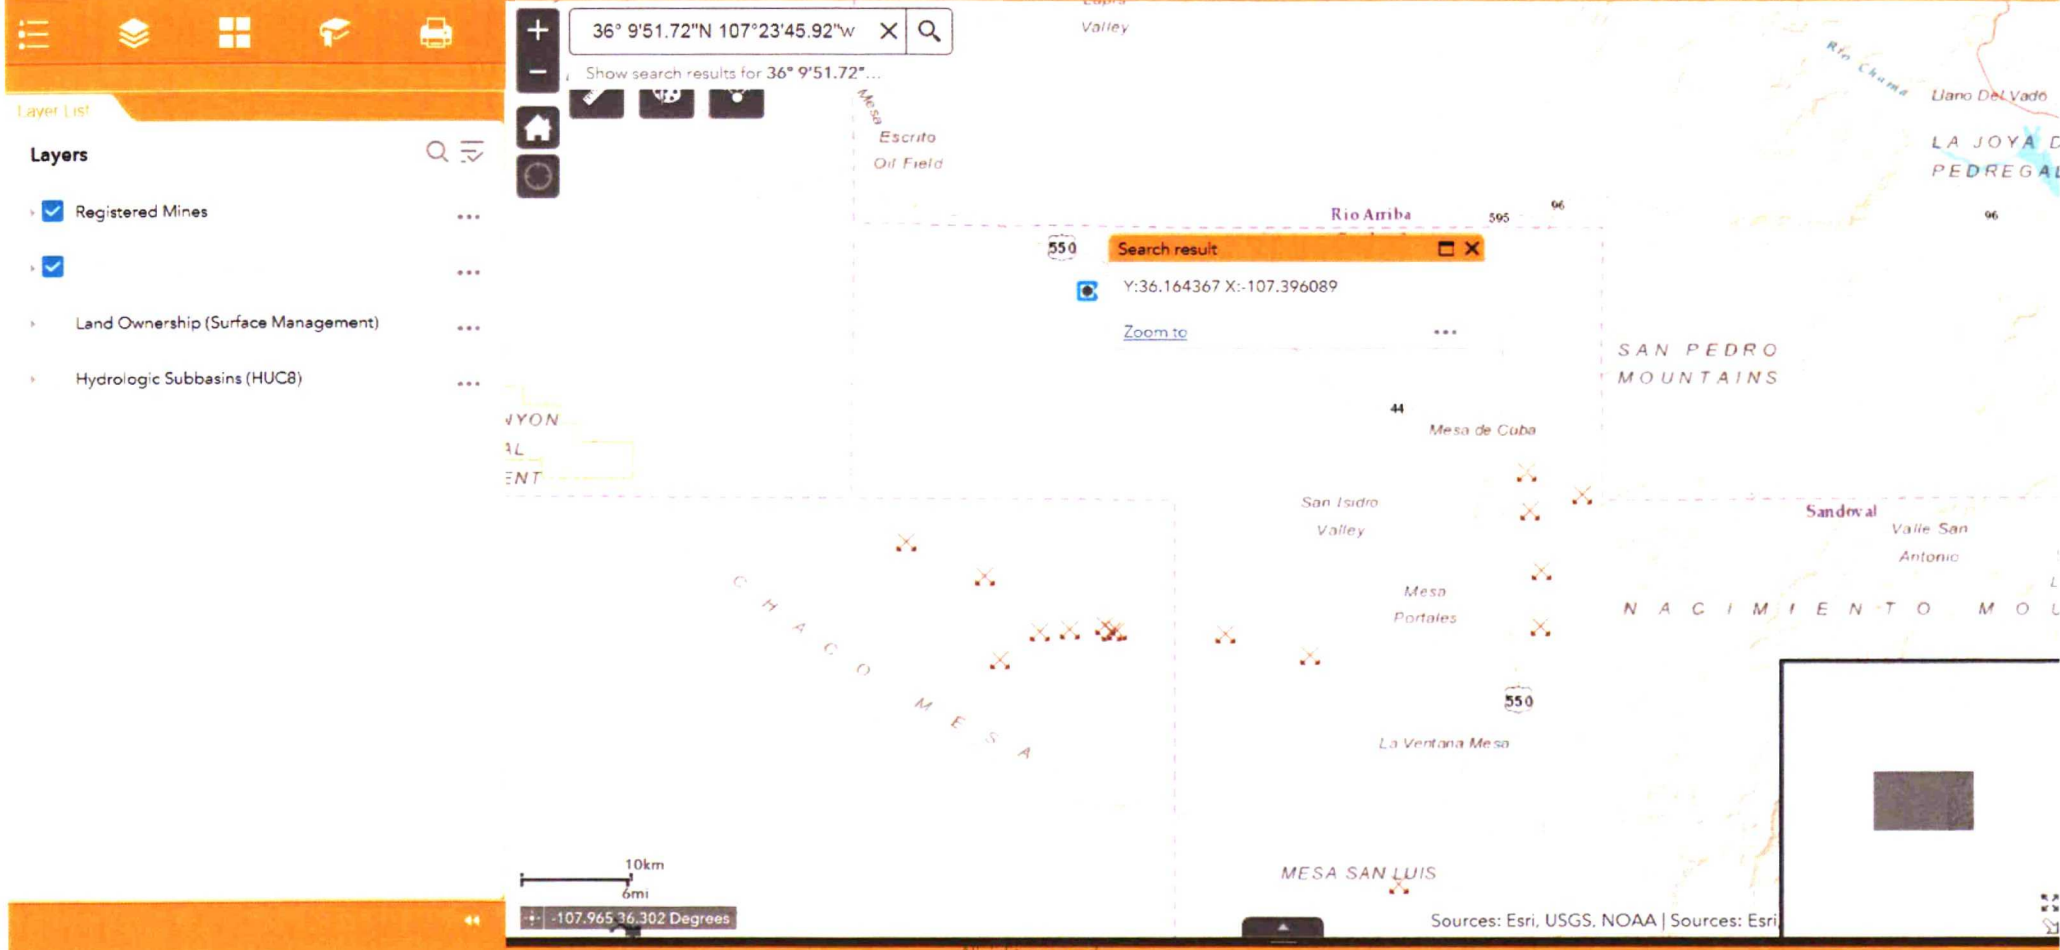 Layer List
Layers
Registered Mines
Land Ownership (Surface Management)
Hydrologic Subbasins (HUC8)
36° 9'51.72"N 107°23'45.92"w
Show search results for 36° 9'51.72"...
Valley
Mesa
Escrito
Oil Field
Rio Chama
Llano Del Vado
LA JOYA D
PEDREGAL
Rio Arriba
595
96
96
550
Search result
Y:36.164367 X:-107.396089
Zoom to
SAN PEDRO
MOUNTAINS
44
Mesa de Cuba
NYON
AL
ENT
San Isidro
Valley
Sandoval
Valle San
Antonio
CHACO MESA
Mesa
Portales
NACIMIENTO MOU
L
550
La Ventana Mesa
MESA SAN LUIS
10km
6mi
-107.965 36.302 Degrees
Sources: Esri, USGS, NOAA | Sources: Esri